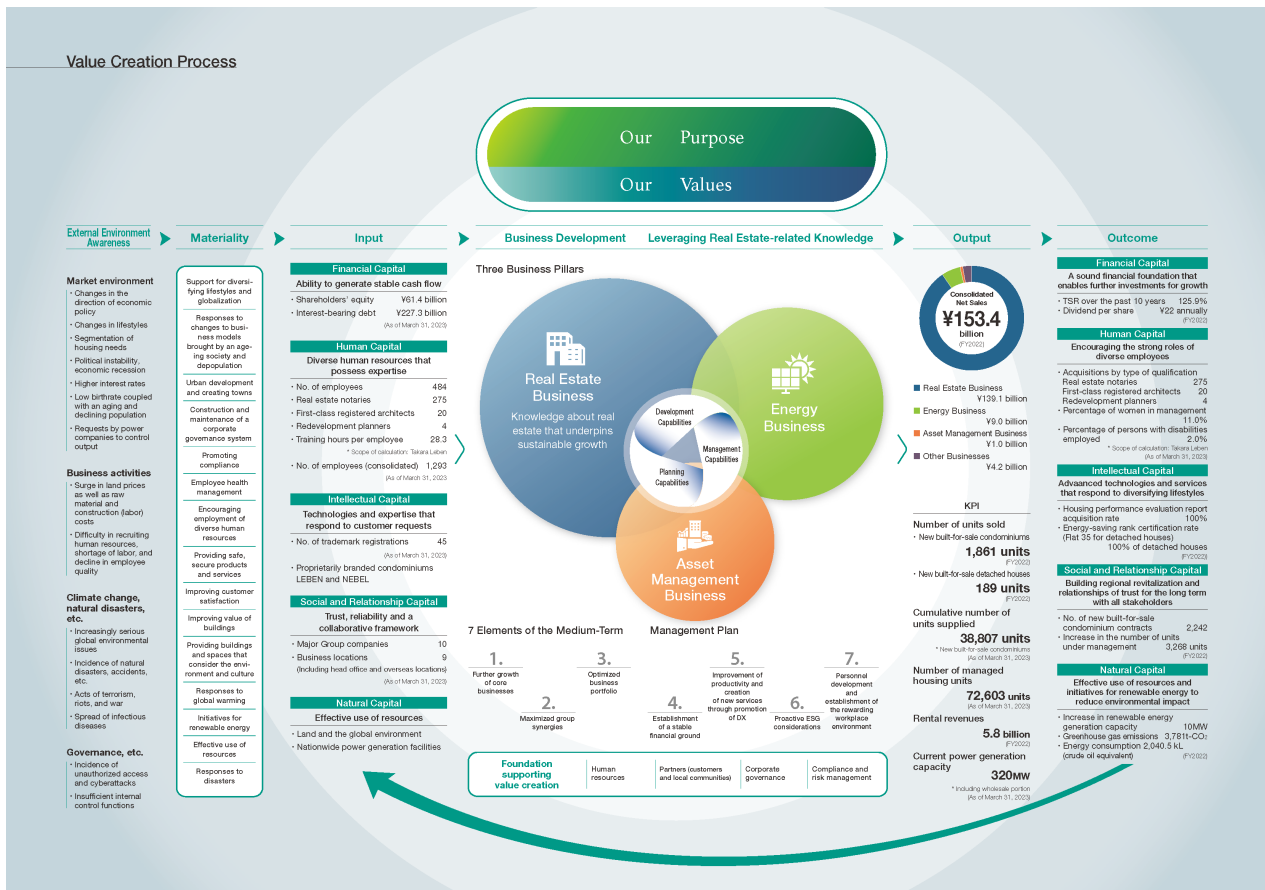 Value Creation Process
Our Purpose
Our Values
External Environment
Awareness
Market environment
・Changes in the
direction of economic
policy
・Changes in lifestyles
・Segmentation of
housing needs
・Political instability,
economic recession
・Higher interest rates
・Low birthrate coupled
with an aging and
declining population
・Requests by power
companies to control
output
Business activities
・Surge in land prices
as well as raw
material and
construction (labor)
costs
・Difficulty in recruiting
human resources,
shortage of labor, and
decline in employee
quality
Climate change,
natural disasters,
etc.
・Increasingly serious
global environmental
issues
・Incidence of natural
disasters, accidents,
etc.
・Acts of terrorism,
riots, and war
・Spread of infectious
diseases
Governance, etc.
・Incidence of
unauthorized access
and cyberattacks
・Insufficient internal
control functions
Materiality
Support for diversi-
fying lifestyles and
globalization
Responses to
changes to busi-
ness models
brought by an age-
ing society and
depopulation
Urban development
and creating towns
Construction and
maintenance of a
corporate
governance system
Promoting
compliance
Employee health
management
Encouraging
employment of
diverse human
resources
Providing safe,
secure products
and services
Improving customer
satisfaction
Improving value of
buildings
Providing buildings
and spaces that
consider the envi-
ronment and culture
Responses to
global warming
Initiatives for
renewable energy
Effective use of
resources
Responses to
disasters
Input
Financial Capital
Ability to generate stable cash flow
・Shareholders' equity ¥61.4 billion
・Interest-bearing debt ¥227.3 billion
(As of March 31, 2023)
Human Capital
Diverse human resources that
possess expertise
・No. of employees 484
・Real estate notaries 275
・First-class registered architects 20
・Redevelopment planners 4
・Training hours per employee 28.3
* Scope of calculation: Takara Leben
・No. of employees (consolidated) 1,293
(As of March 31, 2023
Intellectual Capital
Technologies and expertise that
respond to customer requests
・No. of trademark registrations 45
(As of March 31, 2023)
・Proprietarily branded condominiums
LEBEN and NEBEL
Social and Relationship Capital
Trust, reliability and a
collaborative framework
・Major Group companies 10
・Business locations 9
(Including head office and overseas locations)
(As of March 31, 2023)
Natural Capital
Effective use of resources
・Land and the global environment
・Nationwide power generation facilities
Business Development Leveraging Real Estate-related Knowledge
Three Business Pillars
Real Estate
Business
Knowledge about real
estate that underpins
sustainable growth
Energy
Business
Development
Capabilities
Management
Capabilities
Planning
Capabilities
Asset
Management
Business
7 Elements of the Medium-Term Management Plan
1.
Further growth
of core
businesses
2.
Maximized group
synergies
3.
Optimized
business
portfolio
4.
Establishment
of a stable
financial ground
5.
Improvement of
productivity and
creation
of new services
through promotion
of DX
6.
Proactive ESG
considerations
7.
Personnel
development
and
establishment
of the rewarding
workplace
environment
Foundation
supporting
value creation
Human
resources
Partners (customers
and local communities)
Corporate
governance
Compliance and
risk management
Output
Consolidated
Net Sales
¥153.4
billion
(FY2022)
Real Estate Business
¥139.1 billion
Energy Business
¥9.0 billion
Asset Management Business
¥1.0 billion
Other Businesses
¥4.2 billion
KPI
Number of units sold
・New built-for-sale condominiums
1,861 units
(FY2022)
・New built-for-sale detached houses
189 units
(FY2022)
Cumulative number of
units supplied
38,807 units
* New built-for-sale condominiums
(As of March 31, 2023)
Number of managed
housing units
72,603 units
(As of March 31, 2023)
Rental revenues
5.8 billion
(FY2022)
Current power generation
capacity
320MW
* Including wholesale portion
(As of March 31, 2023)
Outcome
Financial Capital
A sound financial foundation that
enables further investments for growth
・TSR over the past 10 years 125.9%
・Dividend per share ¥22 annually
(FY2022)
Human Capital
Encouraging the strong roles of
diverse employees
・Acquisitions by type of qualification
Real estate notaries 275
First-class registered architects 20
Redevelopment planners 4
・Percentage of women in management
11.0%
・Percentage of persons with disabilities
employed 2.0%
* Scope of calculation: Takara Leben
(As of March 31, 2023)
Intellectual Capital
Advanced technologies and services
that respond to diversifying lifestyles
・Housing performance evaluation report
acquisition rate 100%
・Energy-saving rank certification rate
(Flat 35 for detached houses)
100% of detached houses
(FY2022)
Social and Relationship Capital
Building regional revitalization and
relationships of trust for the long term
with all stakeholders
・No. of new built-for-sale
condominium contracts 2,242
・Increase in the number of units
under management 3,268 units
(FY2022)
Natural Capital
Effective use of resources and
initiatives for renewable energy to
reduce environmental impact
・Increase in renewable energy
generation capacity 10MW
・Greenhouse gas emissions 3,781t-CO₂
・Energy consumption 2,040.5 kL
(crude oil equivalent) (FY2022)